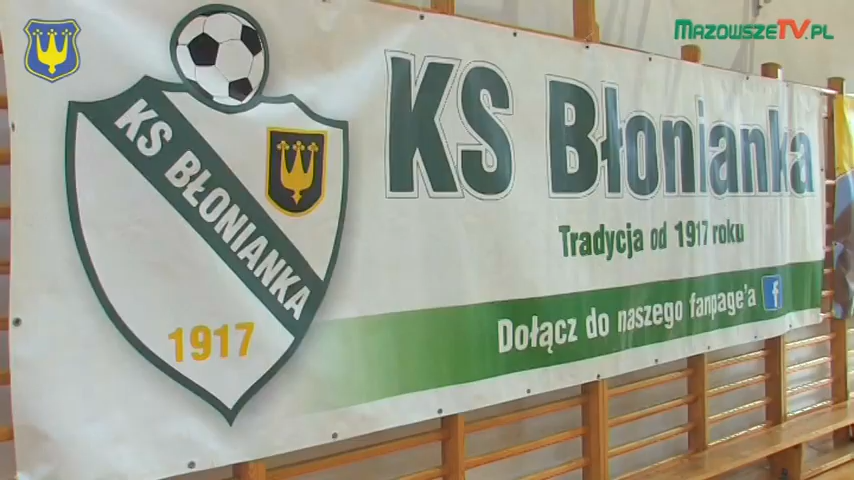 MAZOWSZETV.PL
KS BŁONIANKA
1917
KS Błonianka
Tradycja od 1917 roku
Dołącz do naszego fanpage'a f